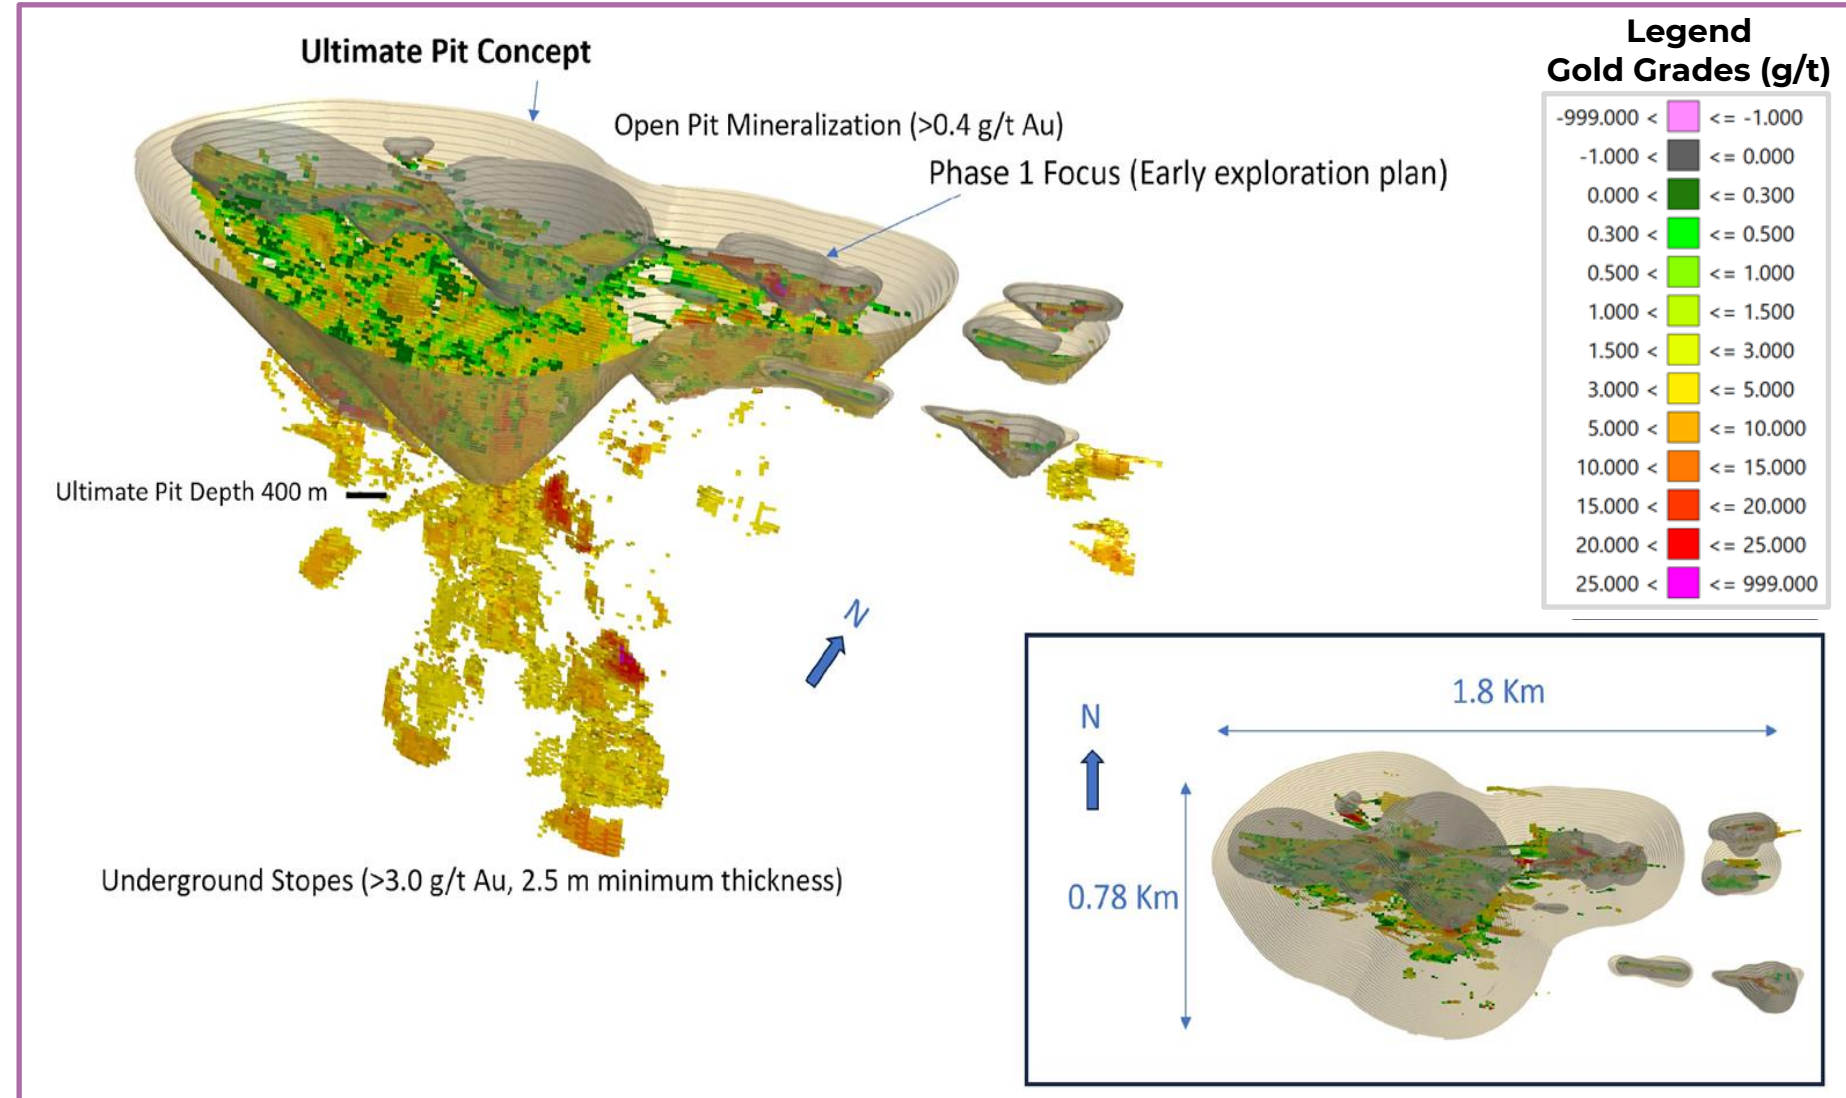 Ultimate Pit Concept
Open Pit Mineralization (>0.4 g/t Au)
Phase 1 Focus (Early exploration plan)
Ultimate Pit Depth 400 m
N
Underground Stopes (>3.0 g/t Au, 2.5 m minimum thickness)
Legend
Gold Grades (g/t)
-999.000 < <= -1.000
-1.000 < <= 0.000
0.000 < <= 0.300
0.300 < <= 0.500
0.500 < <= 1.000
1.000 < <= 1.500
1.500 < <= 3.000
3.000 < <= 5.000
5.000 < <= 10.000
10.000 < <= 15.000
15.000 < <= 20.000
20.000 < <= 25.000
25.000 < <= 999.000
1.8 Km
N
0.78 Km